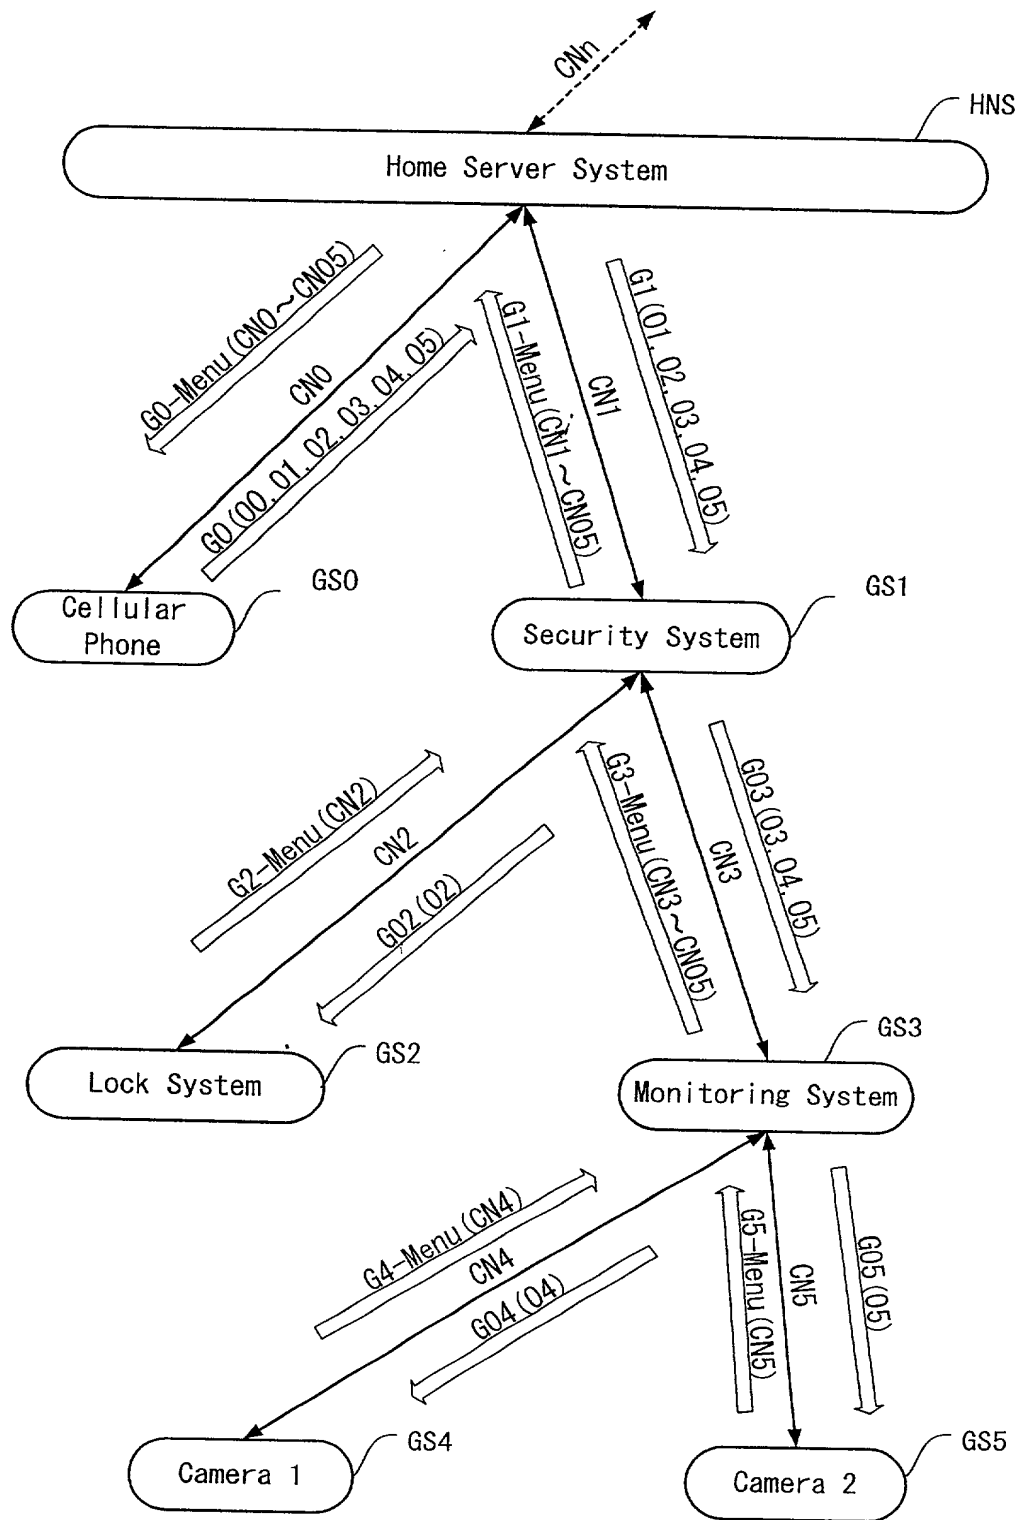 CNn
HNS
Home Server System
G0-Menu(CN0～CN05)
CN0
G0(00, 01, 02, 03, 04, 05)
G1-Menu(CN1～CN05)
CN1
G1(01, 02, 03, 04, 05)
GS0
Cellular
Phone
GS1
Security System
G2-Menu(CN2)
CN2
G02(02)
G3-Menu(CN3～CN05)
CN3
G03(03, 04, 05)
GS2
Lock System
GS3
Monitoring System
G4-Menu(CN4)
CN4
G04(04)
G5-Menu(CN5)
CN5
G05(05)
GS4
Camera 1
GS5
Camera 2